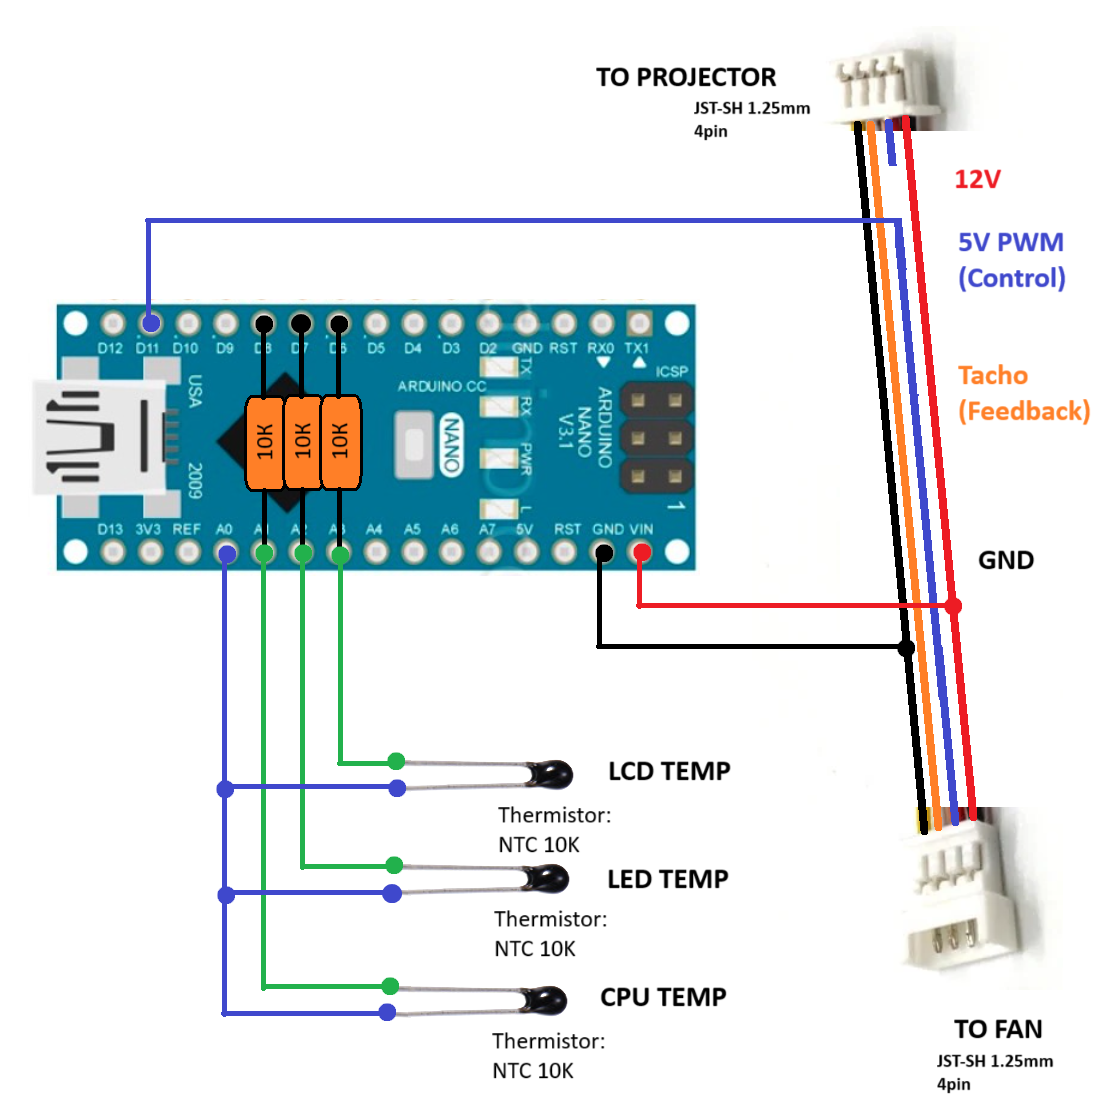 TO PROJECTOR
JST-SH 1.25mm
4pin
12V
5V PWM
(Control)
Tacho
(Feedback)
GND
D12 D11 D10 D9 D8 D7 D6 D5 D4 D3 D2 GND RST RX0 TX1
USA
2009
10K
10K
10K
ARDUINO.CC
NANO
TX
RX
PWR
L
ARDUINO
NANO
V3.1
ICSP
1
D13 3V3 REF A0 A1 A2 A3 A4 A5 A6 A7 5V RST GND VIN
LCD TEMP
Thermistor:
NTC 10K
LED TEMP
Thermistor:
NTC 10K
CPU TEMP
Thermistor:
NTC 10K
TO FAN
JST-SH 1.25mm
4pin